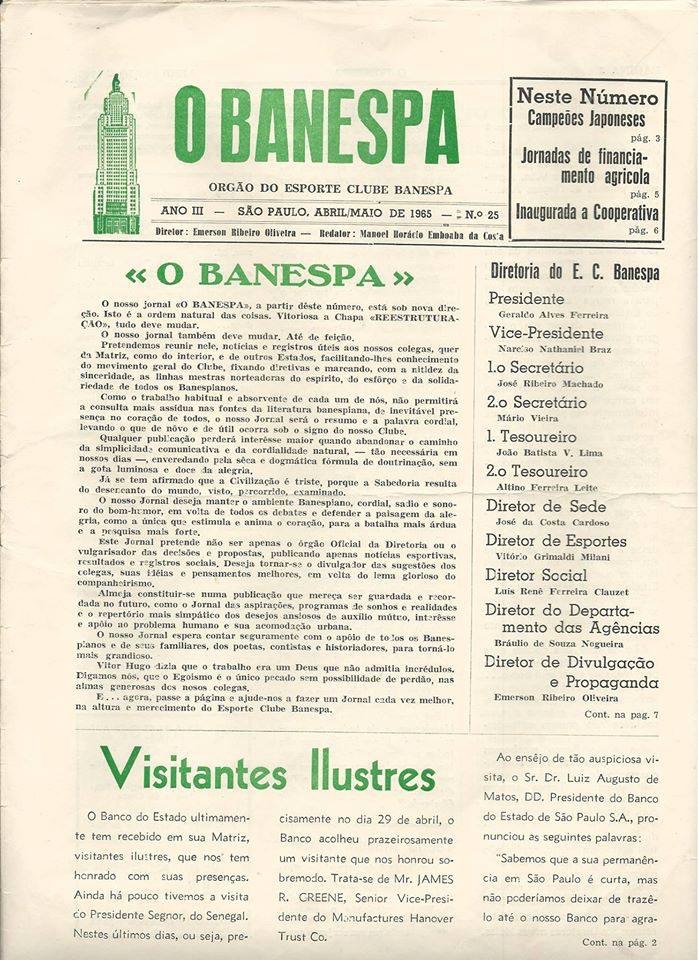 O BANESPA
ORGÃO DO ESPORTE CLUBE BANESPA
ANO III — SÃO PAULO, ABRIL/MAIO DE 1965 — N.o 25
Diretor: Emerson Ribeiro Oliveira — Redator: Manoel Horácio Emboaba da Costa
Neste Número
Campeões Japoneses
pág. 3
Jornadas de financia-
mento agrícola
pág. 5
Inaugurada a Cooperativa
pág. 6
« O BANESPA »
O nosso jornal «O BANESPA», a partir dêste número, está sob nova dire-
ção. Isto é a ordem natural das coisas. Vitoriosa a Chapa «REESTRUTURA-
ÇÃO», tudo deve mudar.
O nosso jornal também deve mudar. Até de feição.
Pretendemos reunir nele, notícias e registros úteis aos nossos colegas, quer
da Matriz, como do interior, e de outros Estados, facilitando-lhes conhecimento
do movimento geral do Clube, fixando diretivas e marcando, com a nitidez da
sinceridade, as linhas mestras norteadoras do espírito, do esfôrço e da solida-
riedade de todos os Banespianos.
Como o trabalho habitual e absorvente de cada um de nós, não permitirá
a consulta mais assídua nas fontes da literatura banespiana, de inevitável pre-
sença no coração de todos, o nosso Jornal será o resumo e a palavra cordial,
levando o que de nôvo e de útil ocorra sob o signo do nosso Clube.
Qualquer publicação perderá interêsse maior quando abandonar o caminho
da simplicidade comunicativa e da cordialidade natural, — tão necessária em
nossos dias —, enveredando pela sêca e dogmática fórmula de doutrinação, sem
a gota luminosa e doce da alegria.
Já se tem afirmado que a Civilização é triste, porque a Sabedoria resulta
do desencanto do mundo, visto, percorrido, examinado.
O nosso Jornal deseja manter o ambiente Banespiano, cordial, sadio e sono-
ro do bom-humor, em volta de todos os debates e defender a paisagem da ale-
gria, como a única que estimula e anima o coração, para a batalha mais árdua
e a pesquisa mais forte.
Este Jornal pretende não ser apenas o órgão Oficial da Diretoria ou o
vulgarisador das decisões e propostas, publicando apenas notícias esportivas,
resultados e registros sociais. Deseja tornar-se o divulgador das sugestões dos
colegas, suas idéias e pensamentos melhores, em volta do lema glorioso do
companheirismo.
Almeja constituir-se numa publicação que mereça ser guardada e recor-
dada no futuro, como o Jornal das aspirações, programas de sonhos e realidades
e o repertório mais simpático dos desejos ansiosos de auxílio mútuo, interêsse
e apôio ao problema humano e sua acomodação urbana.
O nosso Jornal espera contar seguramente com o apôio de todos os Banes-
pianos e de seus familiares, dos poetas, contistas e historiadores, para torná-lo
mais grandioso.
Vitor Hugo dizia que o trabalho era um Deus que não admitia incrédulos.
Digamos nós, que o Egoismo é o único pecado sem possibilidade de perdão, nas
almas generosas dos nosos colegas.
E... agora, passe a página e ajude-nos a fazer um Jornal cada vez melhor,
na altura e merecimento do Esporte Clube Banespa.
Diretoria do E. C. Banespa
Presidente
Geraldo Alves Ferreira
Vice-Presidente
Narciso Nathaniel Braz
1.o Secretário
José Ribeiro Machado
2.o Secretário
Mário Vieira
1. Tesoureiro
João Batista V. Lima
2.o Tesoureiro
Altino Ferreira Leite
Diretor de Sede
José da Costa Cardoso
Diretor de Esportes
Vitório Grimaldi Milani
Diretor Social
Luis Renê Ferreira Clauzet
Diretor do Departa-
mento das Agências
Bráulio de Souza Nogueira
Diretor de Divulgação
e Propaganda
Emerson Ribeiro Oliveira
Cont. na pag. 7
Visitantes Ilustres
O Banco do Estado ultimamen-
te tem recebido em sua Matriz,
visitantes ilustres, que nos tem
honrado com suas presenças.
Ainda há pouco tivemos a visita
do Presidente Segnor, do Senegal.
Nestes últimos dias, ou seja, pre-
cisamente no dia 29 de abril, o
Banco acolheu prazeirosamente
um visitante que nos honrou so-
bremodo. Trata-se de Mr. JAMES
R. GREENE, Senior Vice-Presi-
dente do Manufactures Hanover
Trust Co.
Ao ensêjo de tão auspiciosa vi-
sita, o Sr. Dr. Luiz Augusto de
Matos, DD. Presidente do Banco
do Estado de São Paulo S.A., pro-
nunciou as seguintes palavras:
"Sabemos que a sua permanên-
cia em São Paulo é curta, mas
não poderíamos deixar de trazê-
lo até o nosso Banco para agra-
Cont. na pág. 2